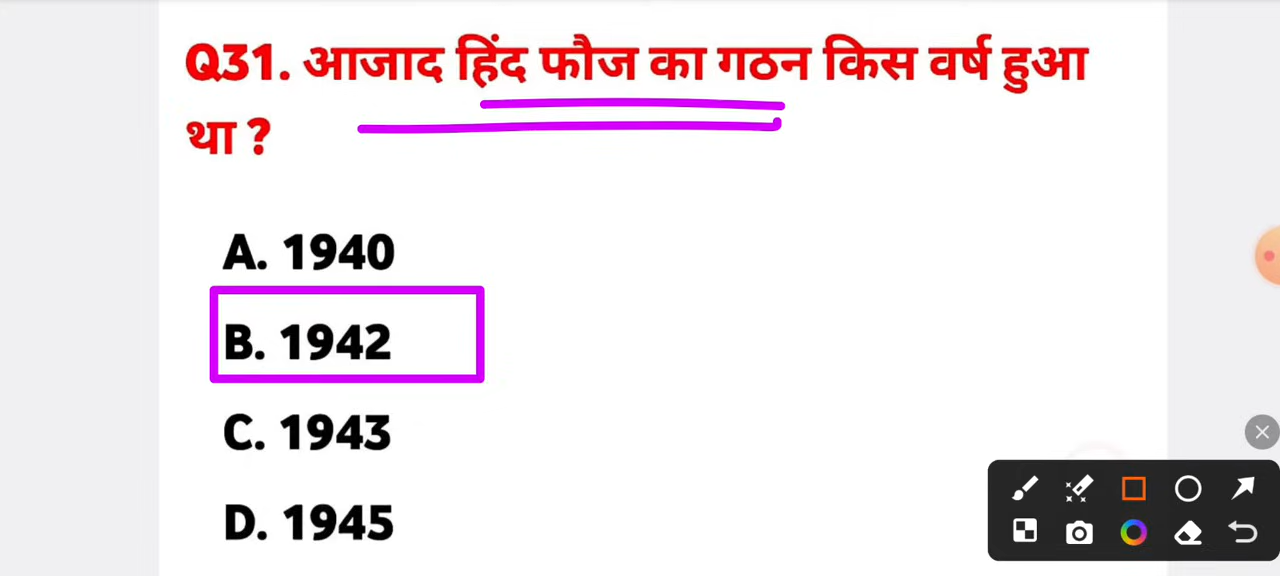 Q31. आजाद हिंद फौज का गठन किस वर्ष हुआ
था ?
A. 1940
B. 1942
C. 1943
D. 1945